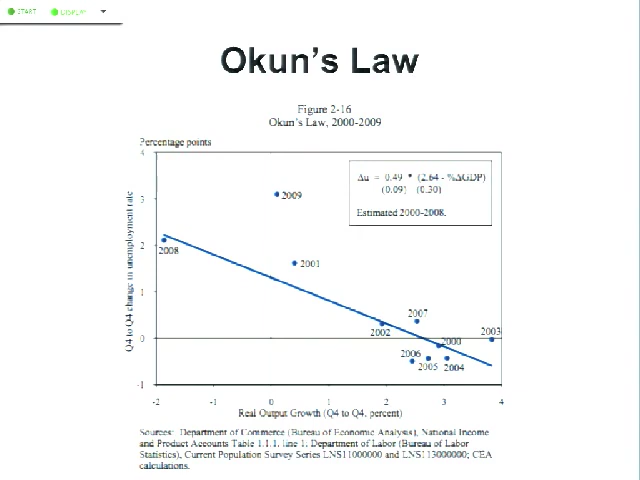 START DISPLAY
Okun's Law
Figure 2-16
Okun's Law, 2000-2009
Percentage points
4
Δu = 0.49 * (2.64 - %ΔGDP)
(0.09) (0.30)
Estimated 2000-2008.
3
2009
2
2008
2001
1
2007
2002
2003
0
2000
2006
2005
2004
-1
-2 -1 0 1 2 3 4
Q4 to Q4 change in unemployment rate
Real Output Growth (Q4 to Q4, percent)
Sources: Department of Commerce (Bureau of Economic Analysis), National Income
and Product Accounts Table 1.1.1, line 1; Department of Labor (Bureau of Labor
Statistics), Current Population Survey Series LNS11000000 and LNS113000000; CEA
calculations.